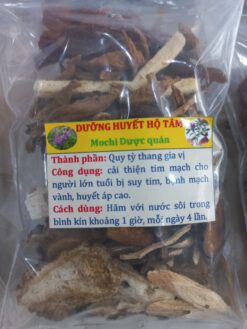 DƯỠNG HUYẾT HỘ TÂM
Mochi Dược quán
Thành phần: Quy tỳ thang gia vị
Công dụng: cải thiện tim mạch cho
người lớn tuổi bị suy tim, bệnh mạch
vành, huyết áp cao.
Cách dùng: Hãm với nước sôi trong
bình kín khoảng 1 giờ, mỗi ngày 4 lần.